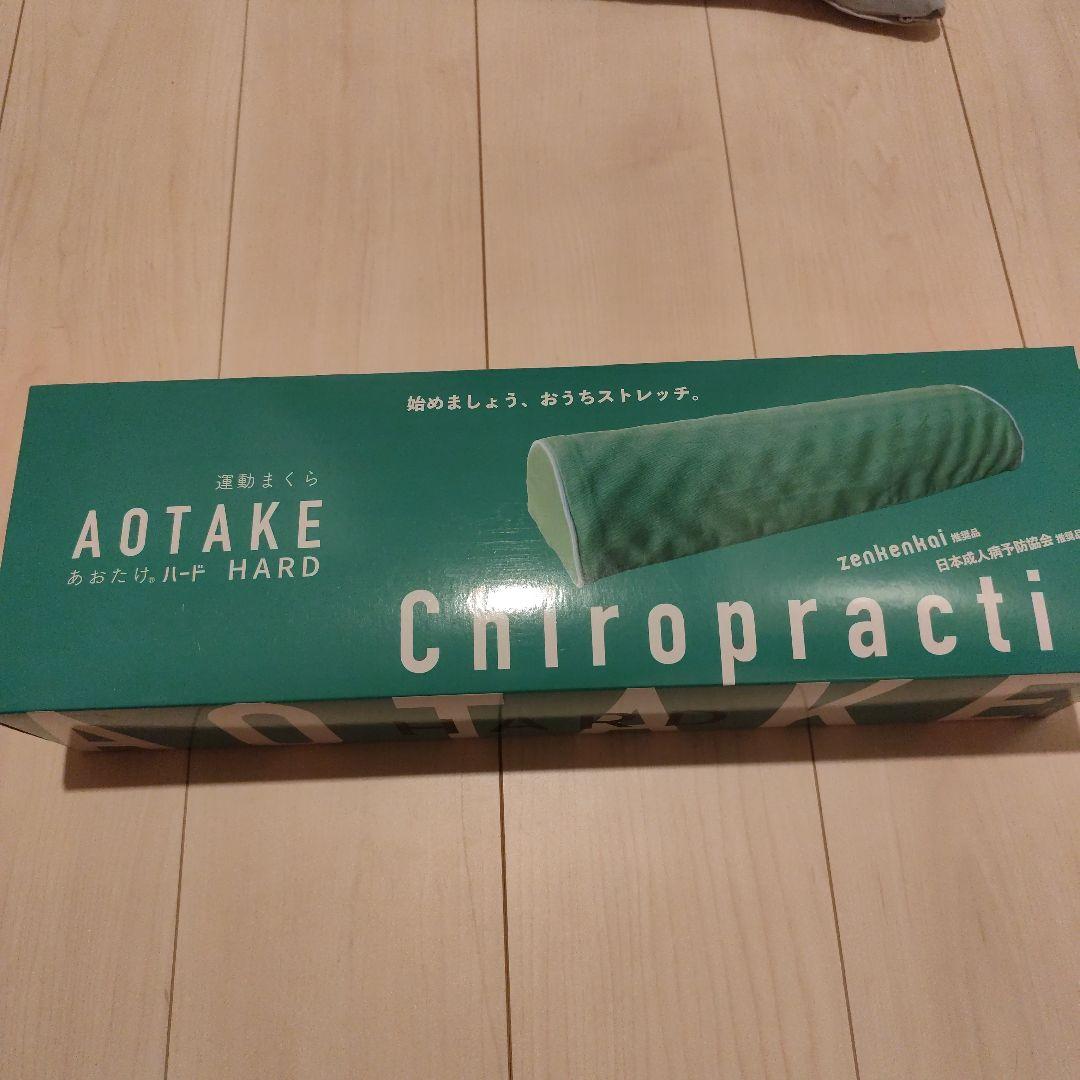 始めましょう、おうちストレッチ。
運動まくら
AOTAKE
あおたけ® ハード HARD
zenkenkai 推奨品
日本成人病予防協会 推奨品
Chiropracti
AOTAKE
HARD